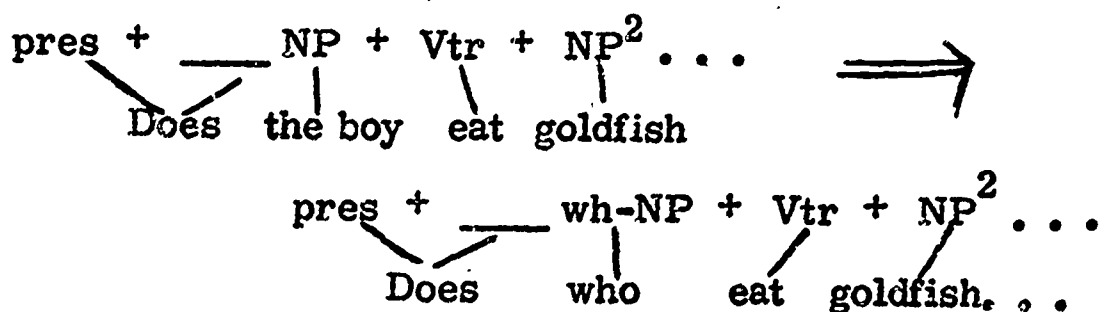 pres + ___ NP + Vtr + NP² . . . ⟹
Does the boy eat goldfish
pres + ___ wh-NP + Vtr + NP² . . .
Does who eat goldfish. . .